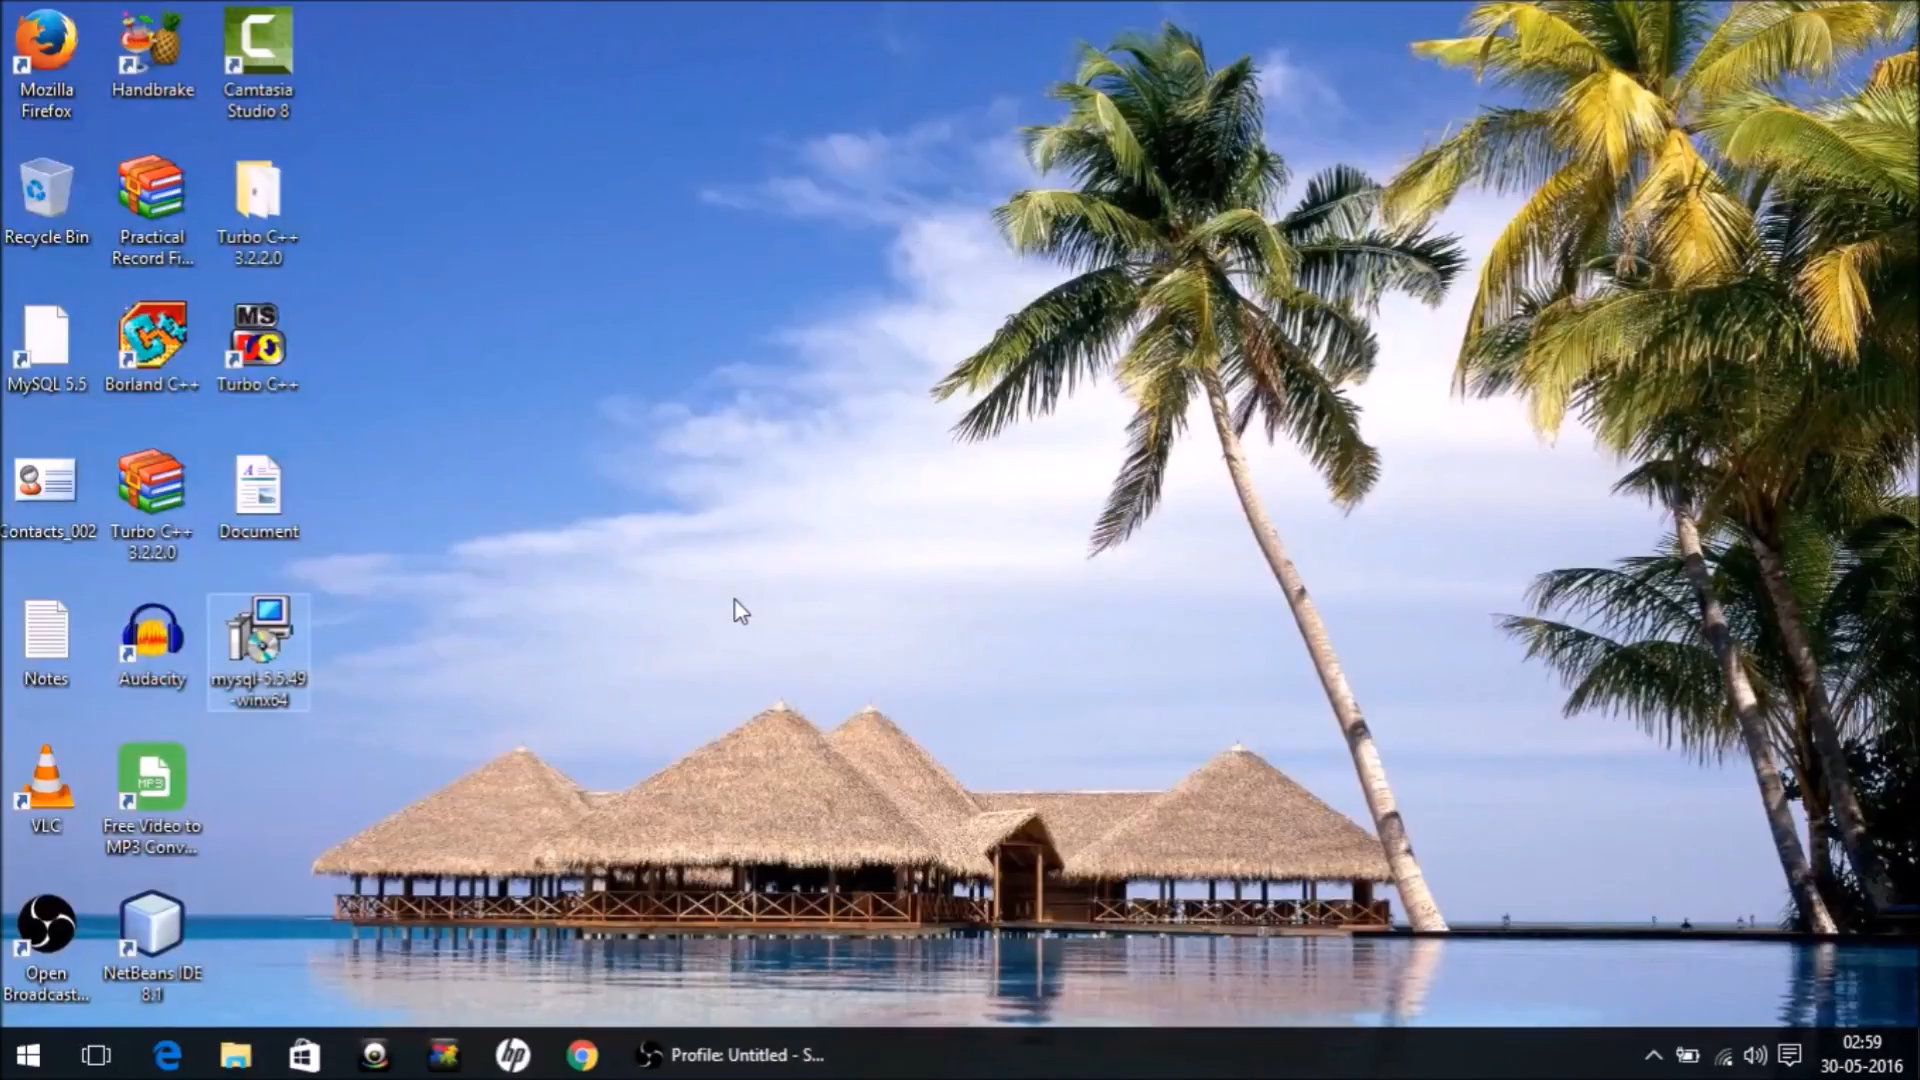 Mozilla
Firefox
Handbrake
Camtasia
Studio 8
Recycle Bin
Practical
Record Fi...
Turbo C++
3.2.2.0
MySQL 5.5
Borland C++
MS
Turbo C++
Contacts_002
Turbo C++
3.2.2.0
Document
Notes
Audacity
mysql-5.5.49
-winx64
VLC
MP3
Free Video to
MP3 Conv...
Open
Broadcast...
NetBeans IDE
8.1
hp
Profile: Untitled - S...
02:59
30-05-2016